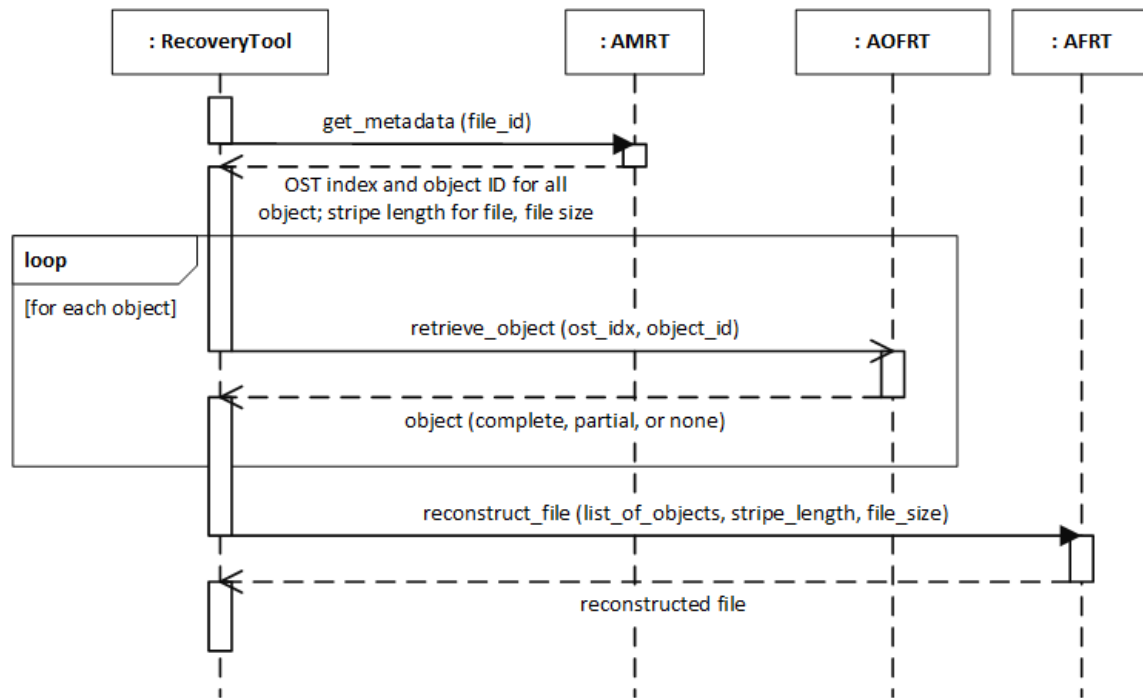 : RecoveryTool
: AMRT
: AOFRT
: AFRT
get_metadata (file_id)
OST index and object ID for all
object; stripe length for file, file size
loop
[for each object]
retrieve_object (ost_idx, object_id)
object (complete, partial, or none)
reconstruct_file (list_of_objects, stripe_length, file_size)
reconstructed file